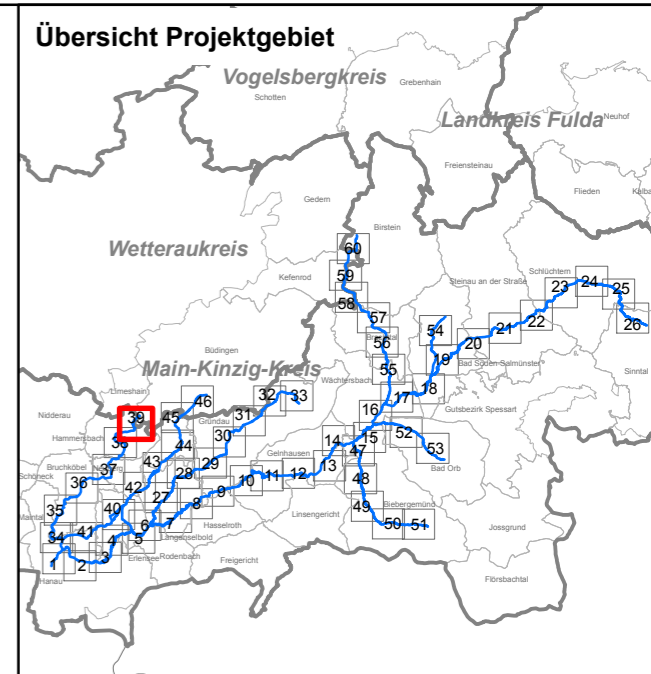 Übersicht Projektgebiet
Vogelsbergkreis
Grebenhain
Schotten
Landkreis Fulda
Neuhof
Freiensteinau
Flieden
Kalba
Gedern
Birstein
Wetteraukreis
60
Kefenrod
59
Steinau an der Straße
Schlüchtern
23
24
25
58
57
54
21
22
26
Büdingen
56
20
19
Sinntal
Main-Kinzig-Kreis
Bad Soden-Salmünster
55
Limeshain
46
32
33
Wächtersbach
18
17
Gutsbezirk Spessart
Nidderau
39
45
31
Gründau
16
Hammersbach
38
44
30
14
15
52
Gelnhausen
53
Bruchköbel
43
29
13
47
Bad Orb
37
28
12
11
10
48
Schöneck
36
42
9
Linsengericht
Biebergemünd
35
27
8
49
Maintal
40
Hasselroth
50
51
Jossgrund
41
6
7
34
Langenselbold
4
5
Erlensee
Rodenbach
Freigericht
1
2
3
Hanau
Flörsbachtal